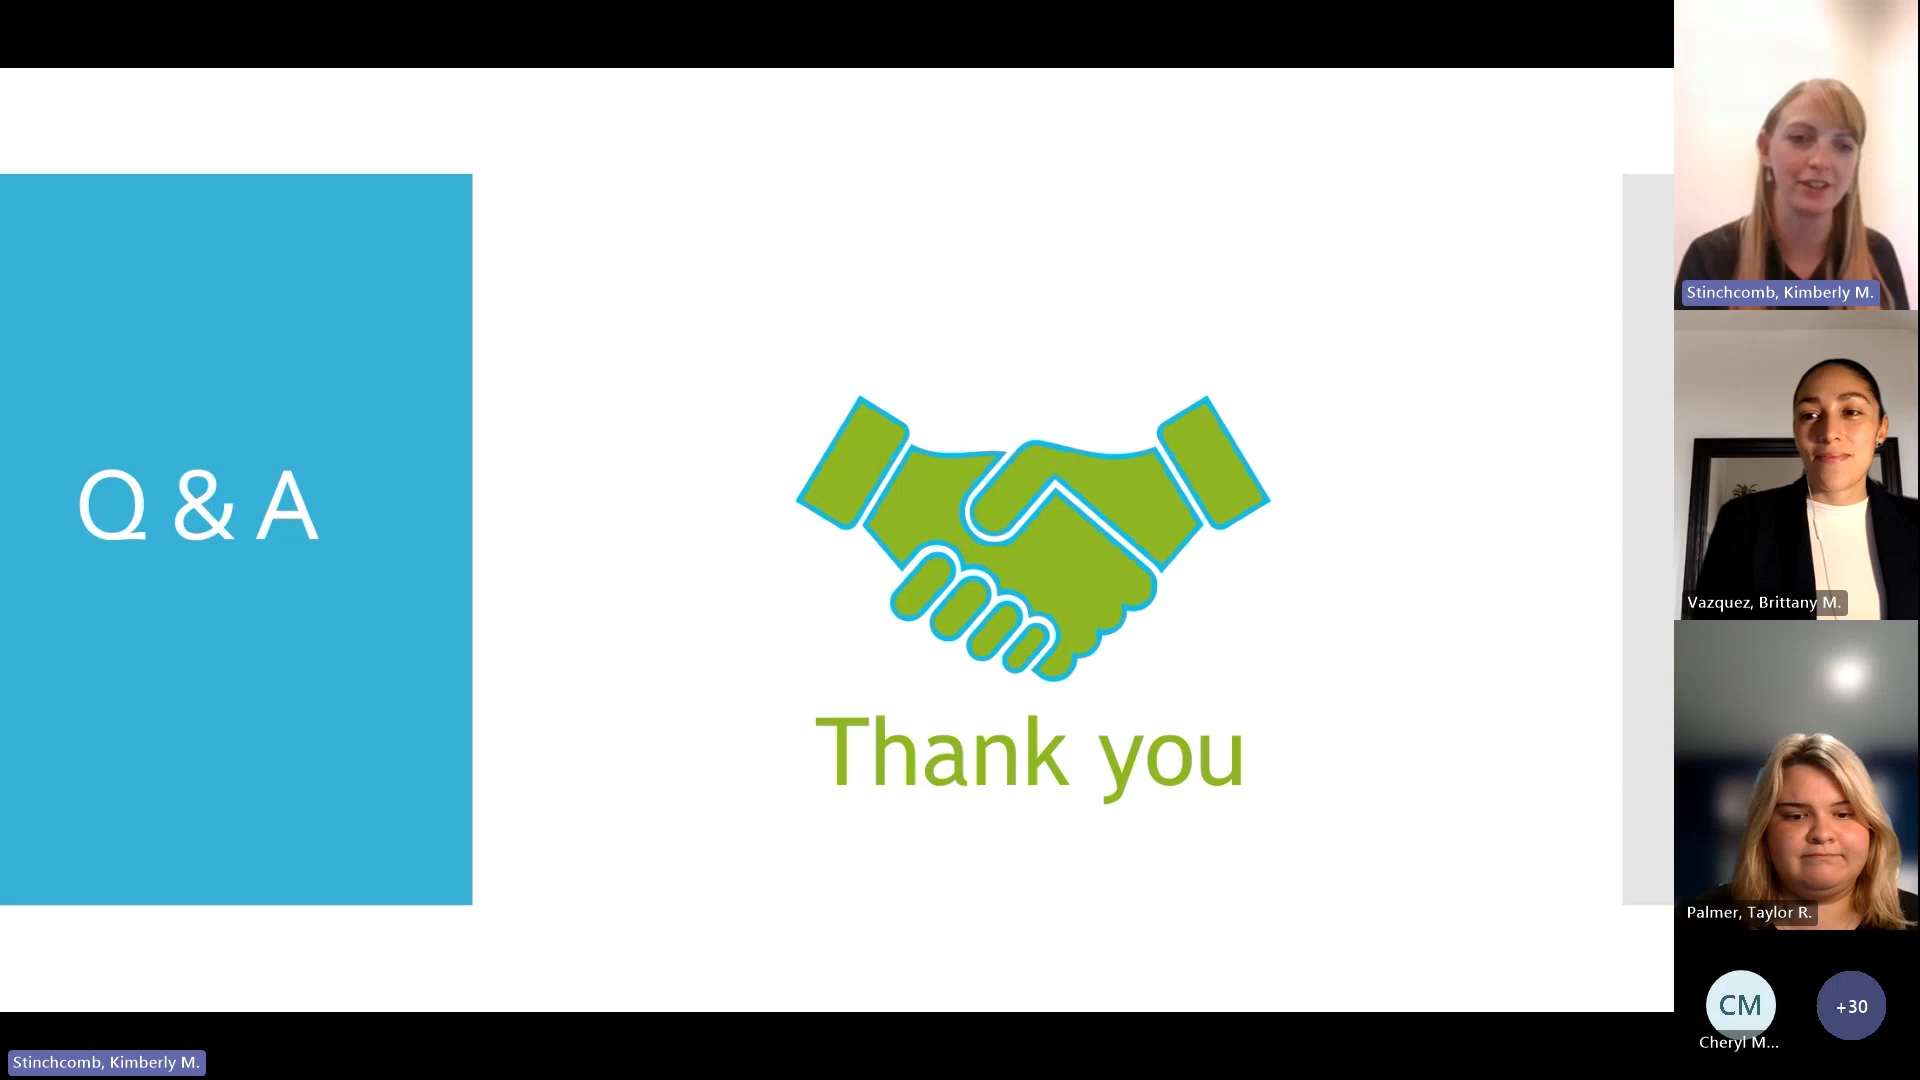 Q & A
Thank you
Stinchcomb, Kimberly M.
Vazquez, Brittany M.
Palmer, Taylor R.
CM
Cheryl M...
+30
Stinchcomb, Kimberly M.